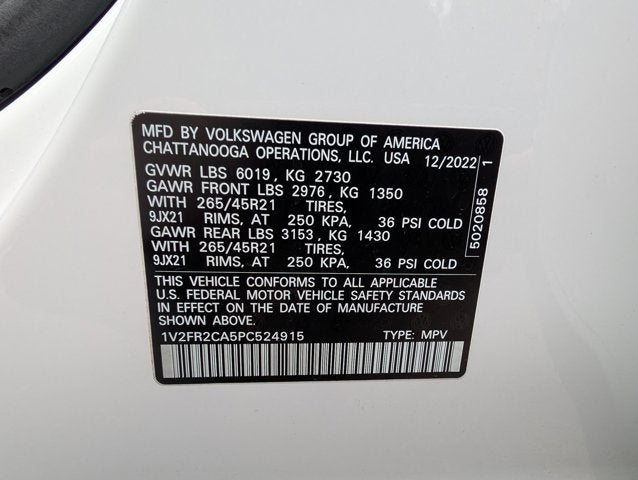 MFD BY VOLKSWAGEN GROUP OF AMERICA
CHATTANOOGA OPERATIONS, LLC. USA 12/2022
GVWR LBS 6019, KG 2730
GAWR FRONT LBS 2976, KG 1350
WITH 265/45R21 TIRES,
9JX21 RIMS, AT 250 KPA, 36 PSI COLD
GAWR REAR LBS 3153, KG 1430
WITH 265/45R21 TIRES,
9JX21 RIMS, AT 250 KPA, 36 PSI COLD
THIS VEHICLE CONFORMS TO ALL APPLICABLE
U.S. FEDERAL MOTOR VEHICLE SAFETY STANDARDS
IN EFFECT ON THE DATE OF MANUFACTURE
SHOWN ABOVE
1V2FR2CA5PC524915 TYPE: MPV
5020858 1